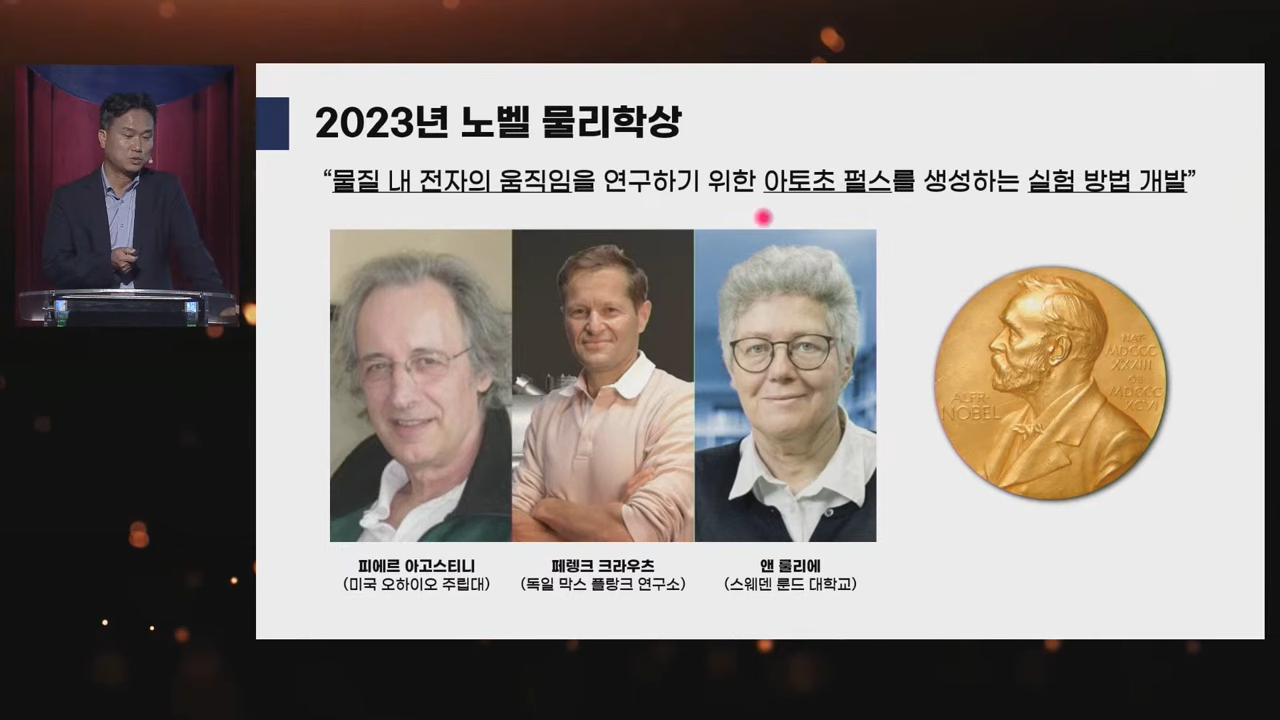 2023년 노벨 물리학상
“물질 내 전자의 움직임을 연구하기 위한 아토초 펄스를 생성하는 실험 방법 개발”
NAT
MDCCC
XXXIII
OB
MDCCC
XCVI
ALFR·
NOBEL
피에르 아고스티니
(미국 오하이오 주립대)
페렝크 크라우츠
(독일 막스 플랑크 연구소)
앤 룰리에
(스웨덴 룬드 대학교)